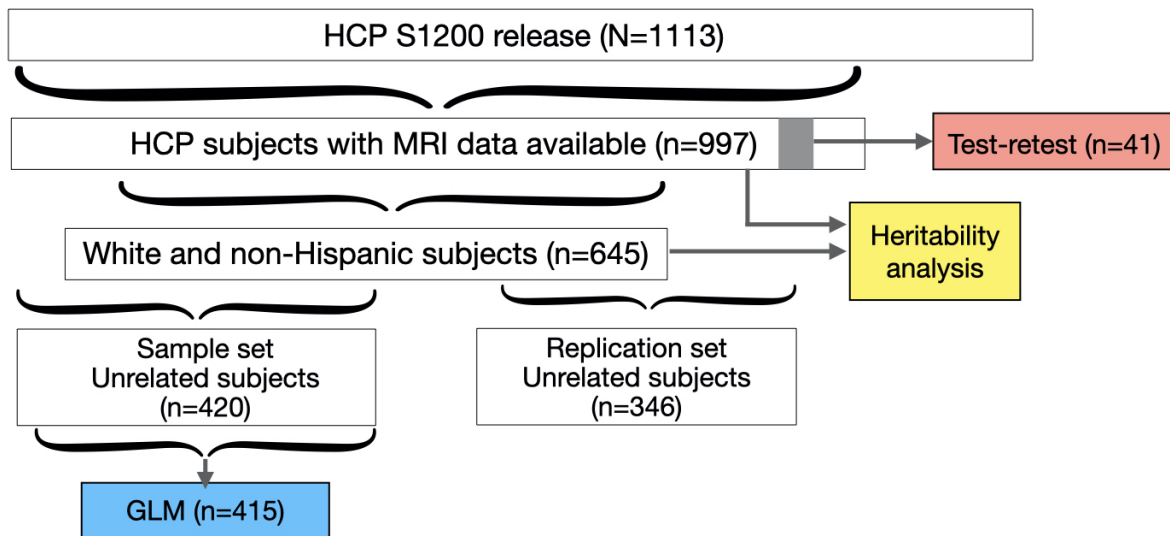 HCP S1200 release (N=1113)
HCP subjects with MRI data available (n=997)
Test-retest (n=41)
White and non-Hispanic subjects (n=645)
Heritability
analysis
Sample set
Unrelated subjects
(n=420)
Replication set
Unrelated subjects
(n=346)
GLM (n=415)